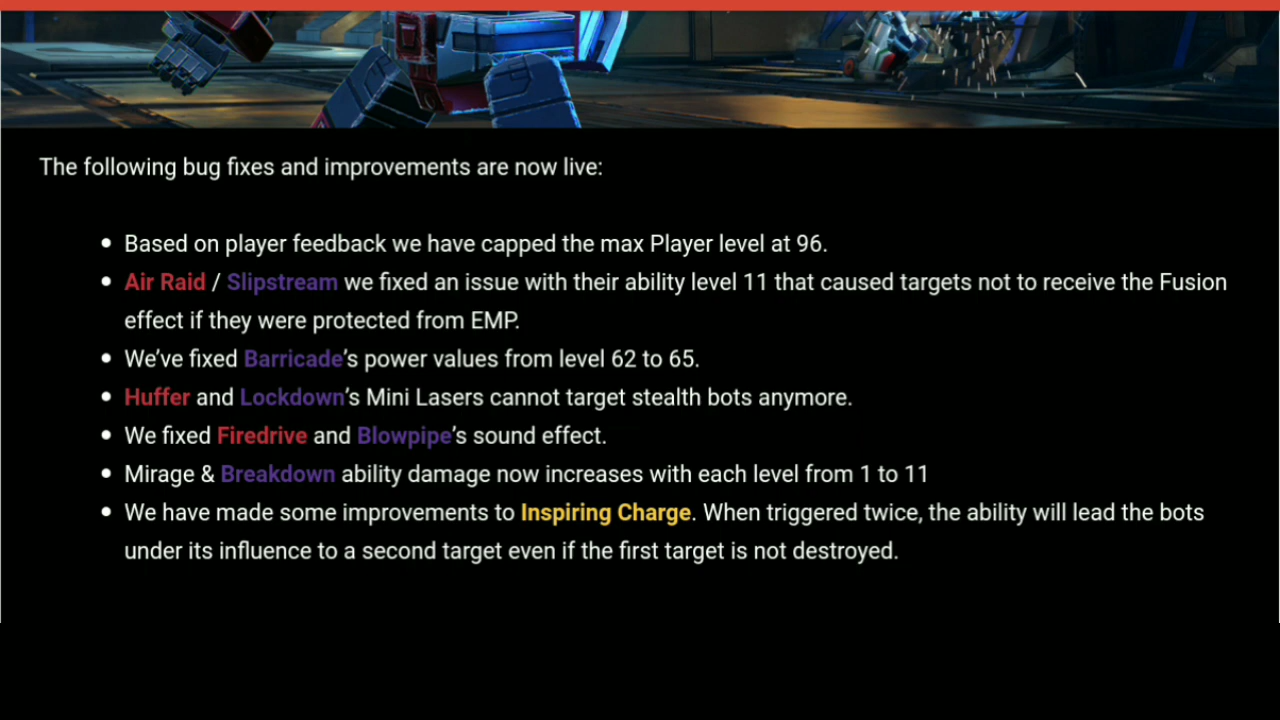 The following bug fixes and improvements are now live:
• Based on player feedback we have capped the max Player level at 96.
• Air Raid / Slipstream we fixed an issue with their ability level 11 that caused targets not to receive the Fusion
effect if they were protected from EMP.
• We’ve fixed Barricade’s power values from level 62 to 65.
• Huffer and Lockdown’s Mini Lasers cannot target stealth bots anymore.
• We fixed Firedrive and Blowpipe’s sound effect.
• Mirage & Breakdown ability damage now increases with each level from 1 to 11
• We have made some improvements to Inspiring Charge. When triggered twice, the ability will lead the bots
under its influence to a second target even if the first target is not destroyed.